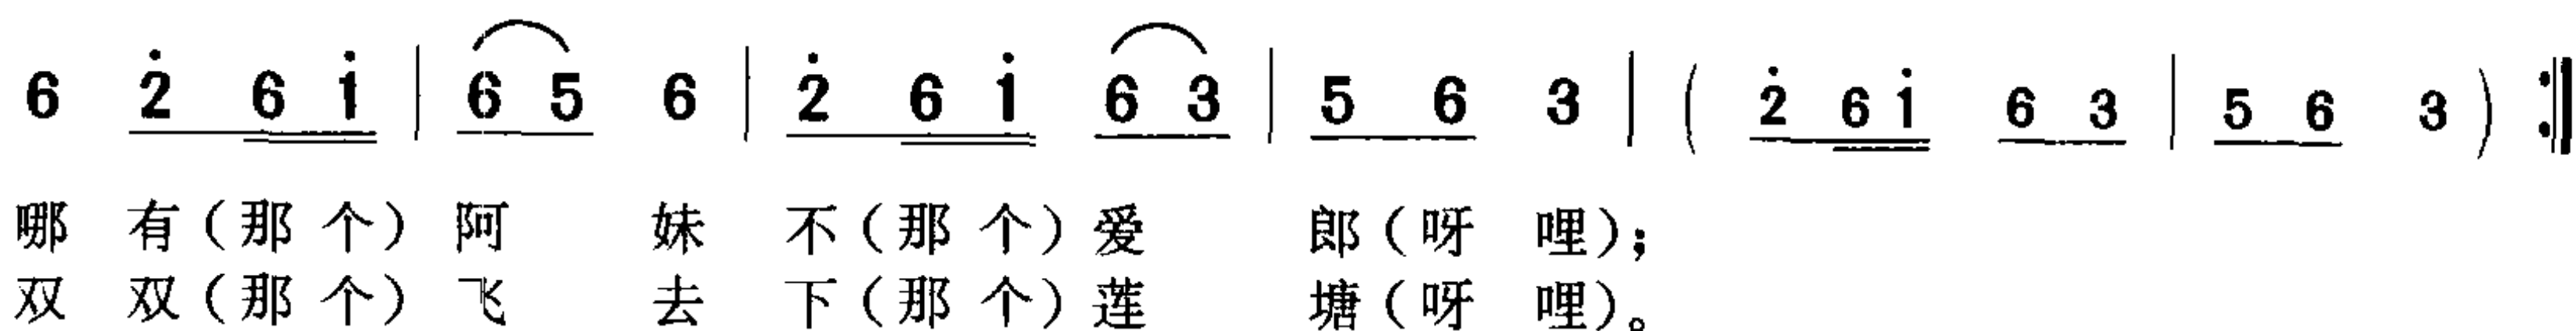 6 2̇ 6 1̇ | 6 5 6 | 2̇ 6 1̇ 6 3 | 5 6 3 | ( 2̇ 6 1̇ 6 3 | 5 6 3 ) :‖
哪 有（那 个）阿 妹 不（那 个）爱 郎（呀 哩）；
双 双（那 个）飞 去 下（那 个）莲 塘（呀 哩）。